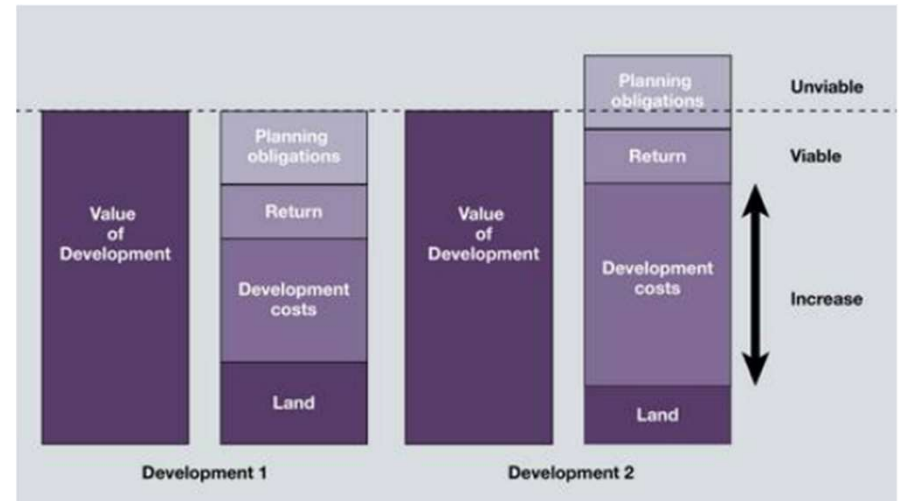 Value
of
Development
Planning
obligations
Return
Development
costs
Land
Development 1
Value
of
Development
Planning
obligations
Return
Development
costs
Land
Development 2
Unviable
Viable
Increase